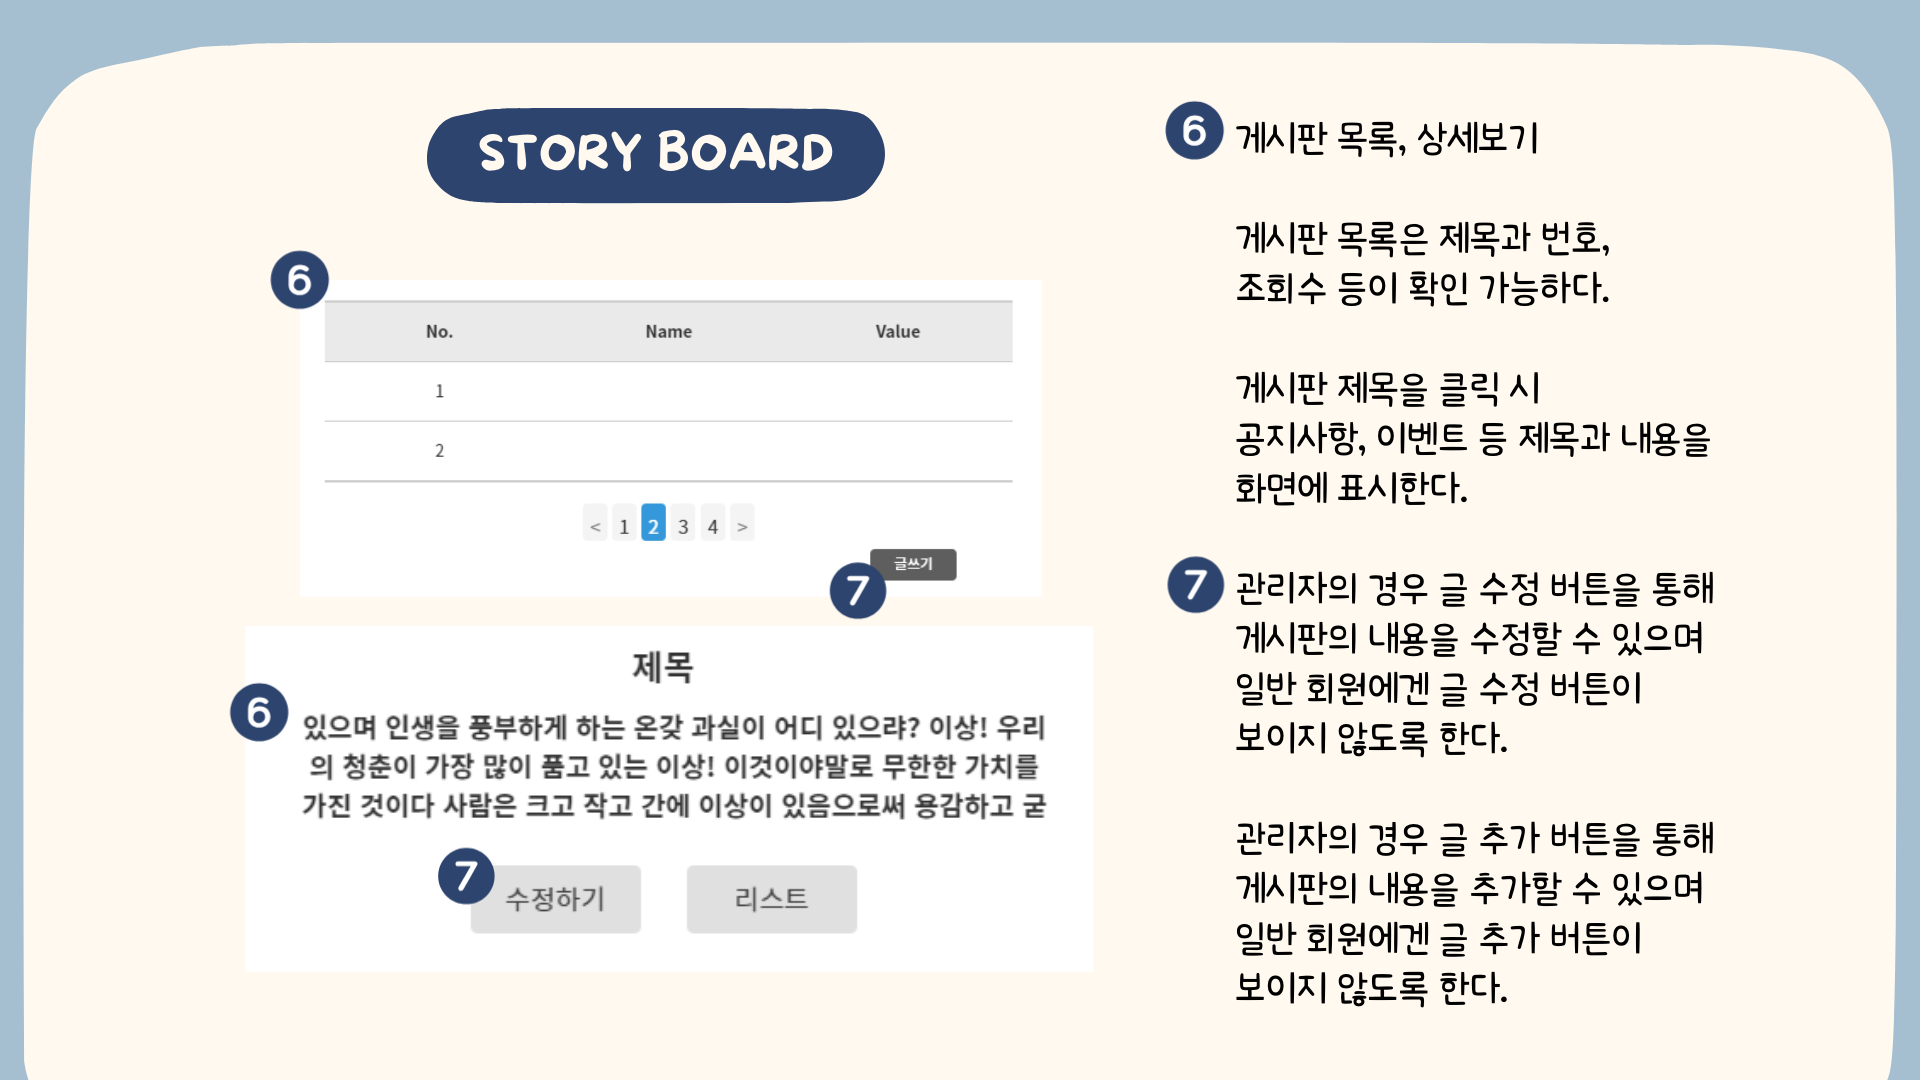 STORY BOARD
6
No. Name Value
1
2
< 1 2 3 4 >
글쓰기
7
제목
6
있으며 인생을 풍부하게 하는 온갖 과실이 어디 있으랴? 이상! 우리
의 청춘이 가장 많이 품고 있는 이상! 이것이야말로 무한한 가치를
가진 것이다 사람은 크고 작고 간에 이상이 있음으로써 용감하고 굳
7
수정하기 리스트
6 게시판 목록, 상세보기
게시판 목록은 제목과 번호,
조회수 등이 확인 가능하다.
게시판 제목을 클릭 시
공지사항, 이벤트 등 제목과 내용을
화면에 표시한다.
7 관리자의 경우 글 수정 버튼을 통해
게시판의 내용을 수정할 수 있으며
일반 회원에겐 글 수정 버튼이
보이지 않도록 한다.
관리자의 경우 글 추가 버튼을 통해
게시판의 내용을 추가할 수 있으며
일반 회원에겐 글 추가 버튼이
보이지 않도록 한다.